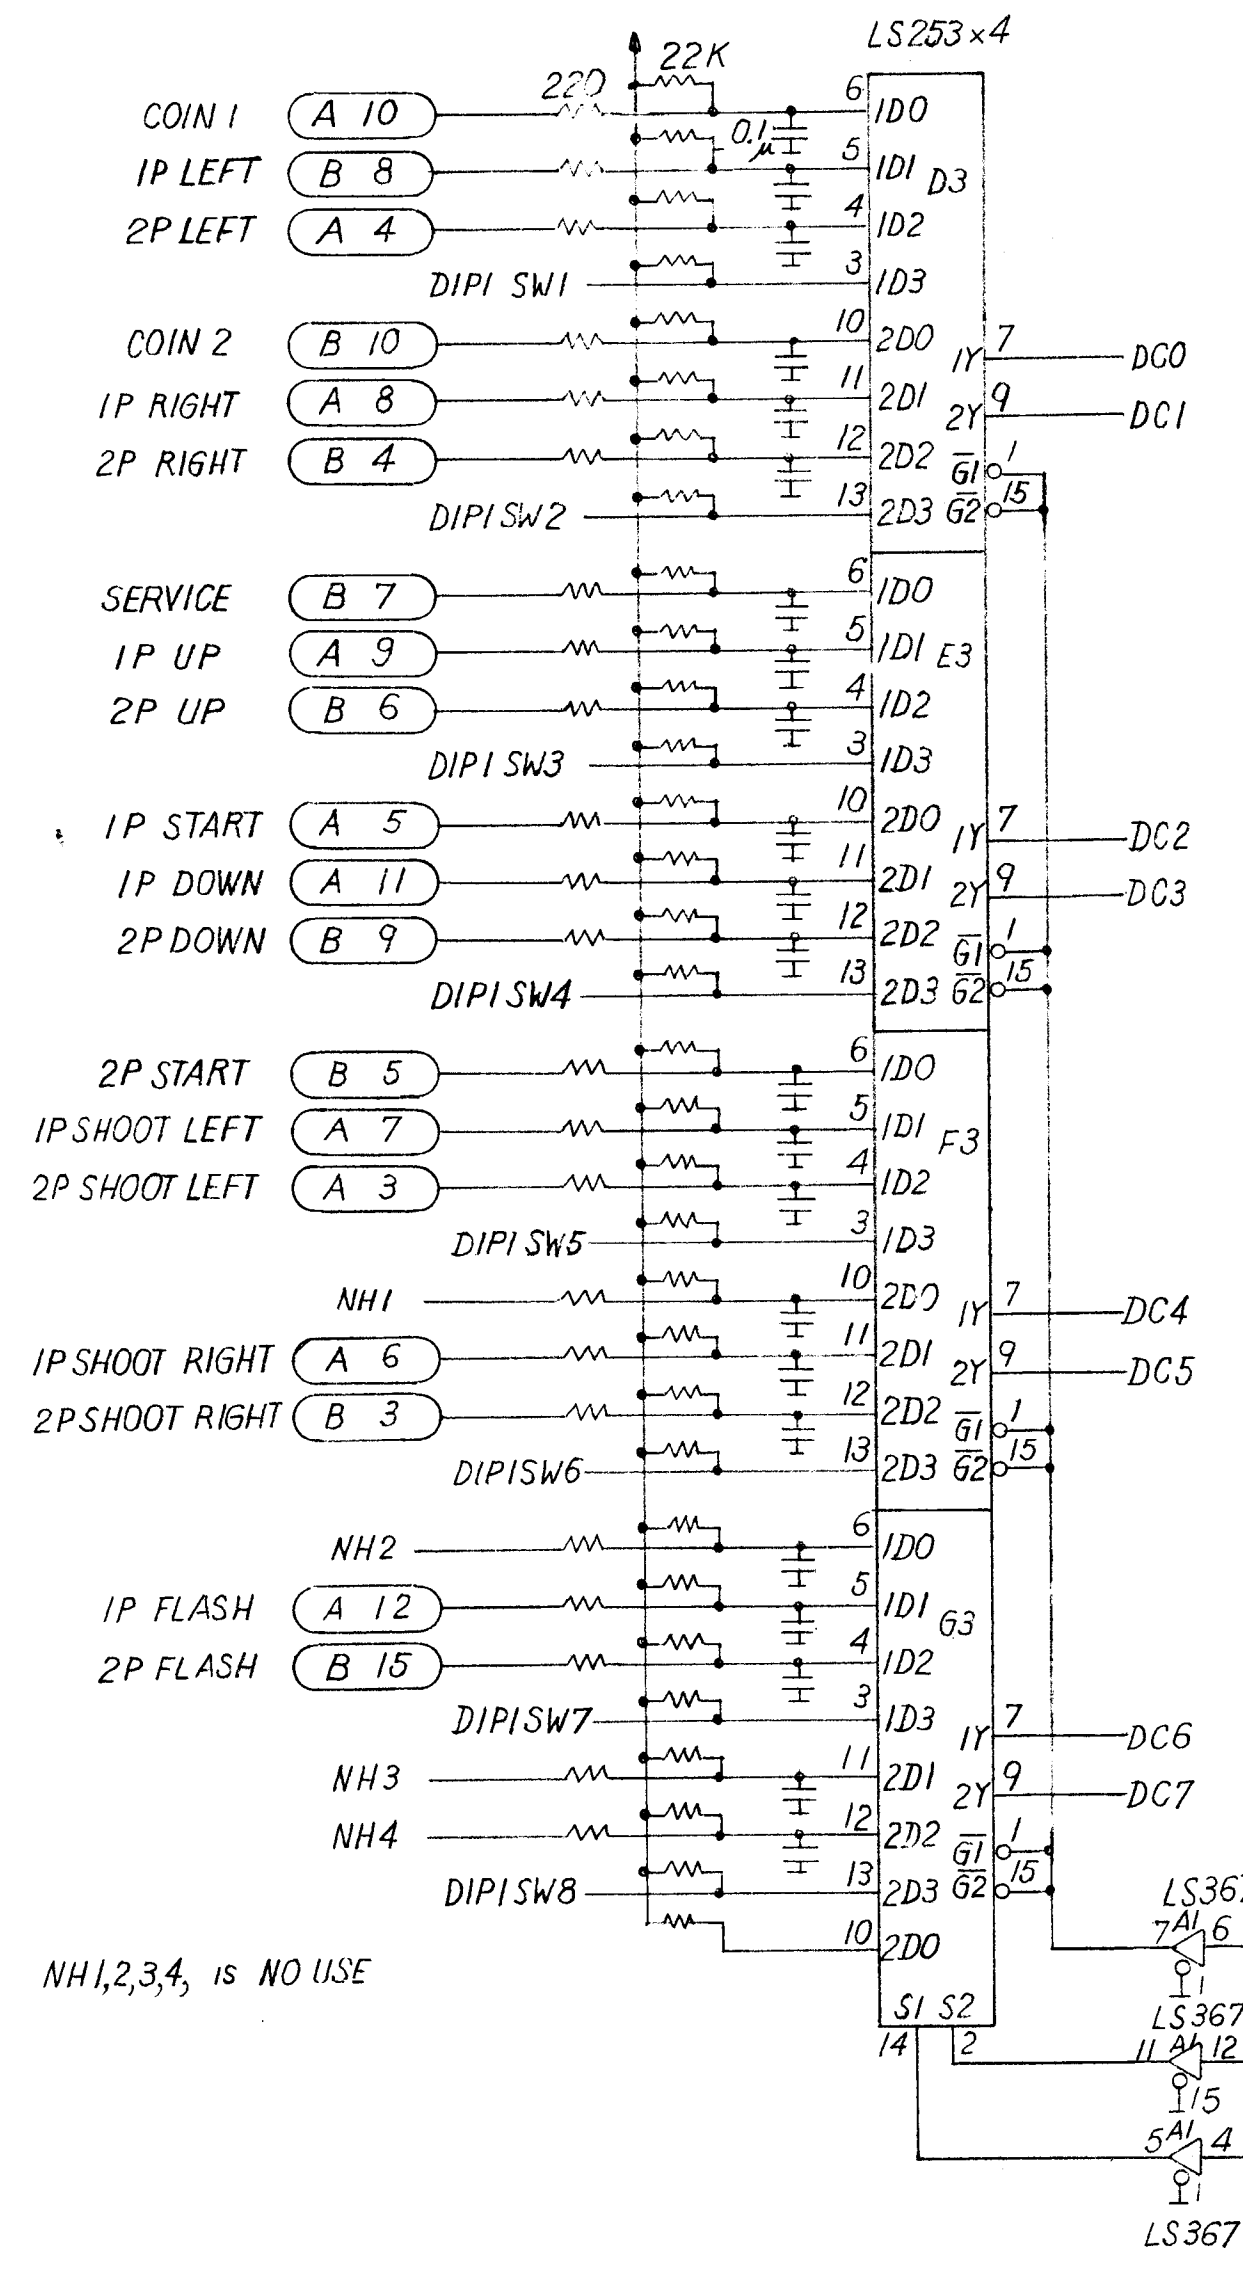 LS253×4
22K
220
COIN 1 A 10 6 1D0
0.1μ
1P LEFT B 8 5 1D1 D3
2P LEFT A 4 4 1D2
DIP1 SW1 3 1D3
COIN 2 B 10 10 2D0
1Y 7 DC0
1P RIGHT A 8 11 2D1
2Y 9 DC1
2P RIGHT B 4 12 2D2
G1 1
DIP1 SW2 13 2D3 G2 15
SERVICE B 7 6 1D0
1P UP A 9 5 1D1 E3
2P UP B 6 4 1D2
DIP1 SW3 3 1D3
1P START A 5 10 2D0
1Y 7 DC2
1P DOWN A 11 11 2D1
2Y 9 DC3
2P DOWN B 9 12 2D2
G1 1
DIP1 SW4 13 2D3 G2 15
2P START B 5 6 1D0
1P SHOOT LEFT A 7 5 1D1 F3
2P SHOOT LEFT A 3 4 1D2
DIP1 SW5 3 1D3
NH1 10 2D0
1Y 7 DC4
1P SHOOT RIGHT A 6 11 2D1
2Y 9 DC5
2P SHOOT RIGHT B 3 12 2D2
G1 1
DIP1SW6 13 2D3 G2 15
NH2 6 1D0
1P FLASH A 12 5 1D1 G3
2P FLASH B 15 4 1D2
DIP1SW7 3 1D3
1Y 7 DC6
NH3 11 2D1
2Y 9 DC7
NH4 12 2D2
G1 1
DIP1SW8 13 2D3 G2 15
LS367
10 2D0
7 A1 6
1
NH1,2,3,4, is NO USE
S1 S2
LS367
14 2
11 A1 12
15
5 A1 4
1
LS367